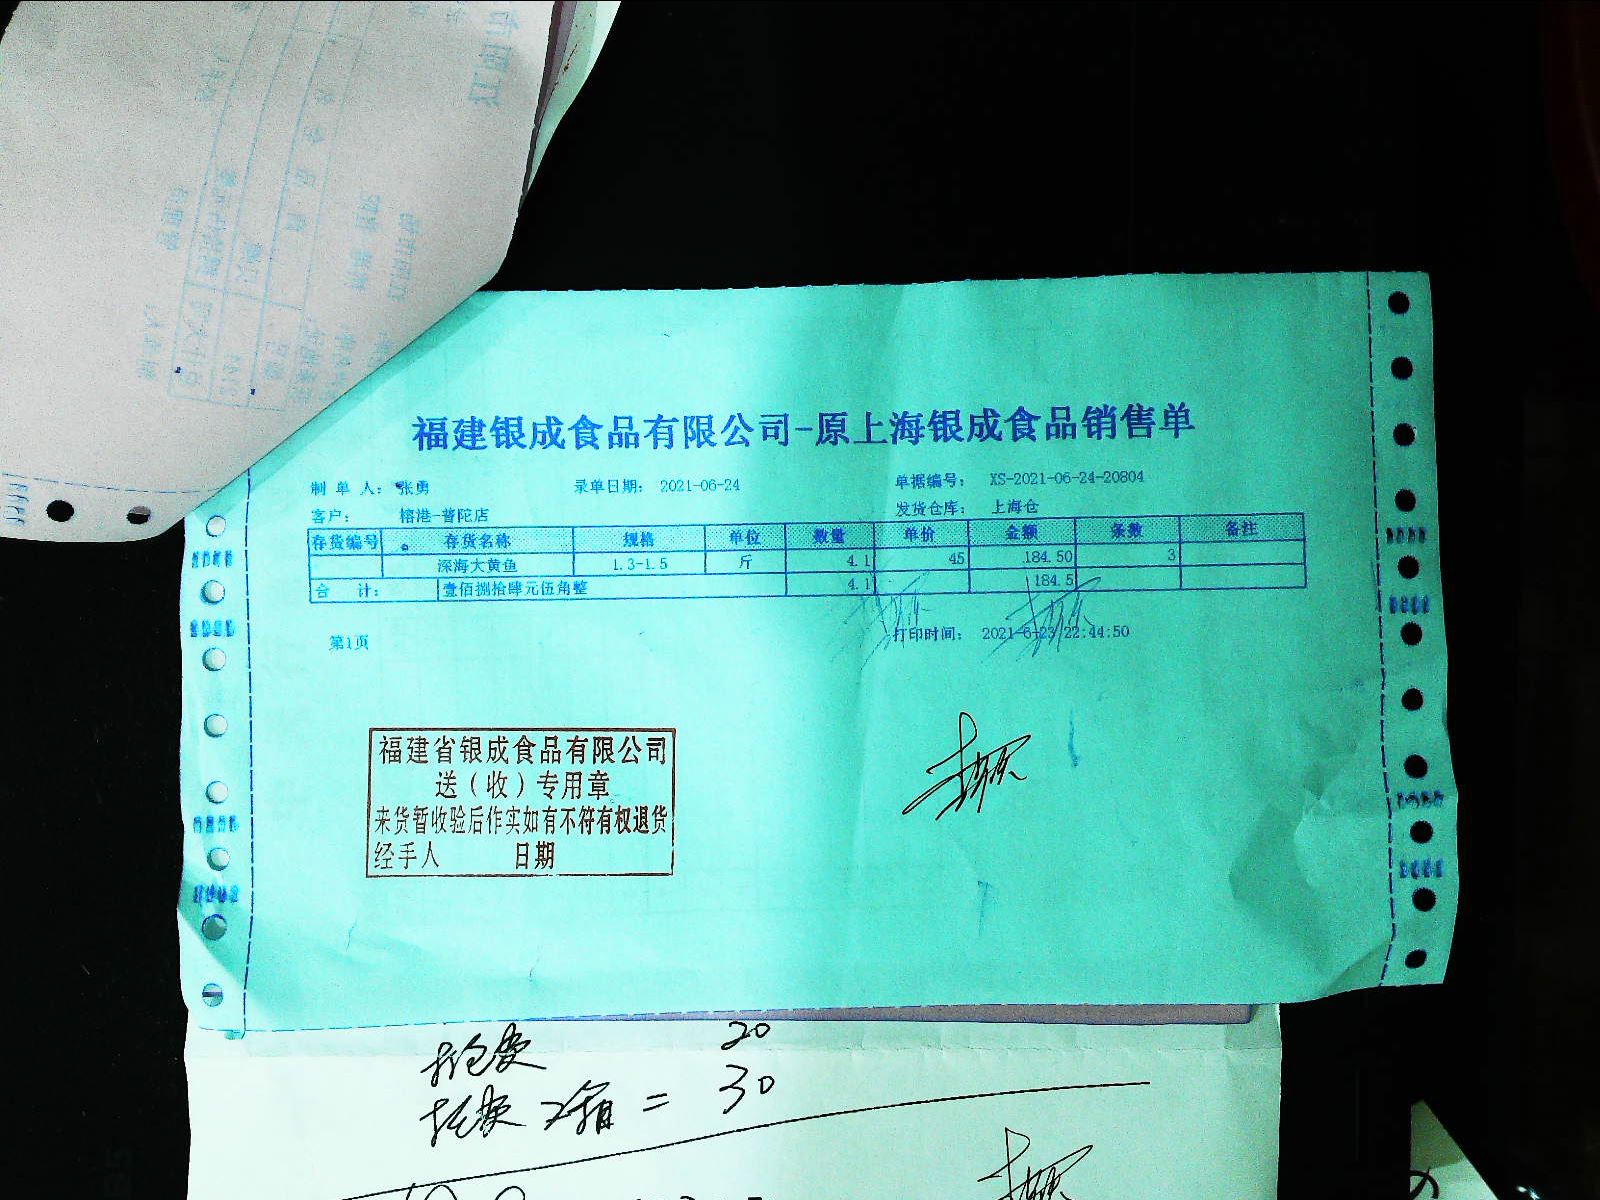 福建银成食品有限公司-原上海银成食品销售单
制 单 人: 张勇 录单日期: 2021-06-24 单据编号: XS-2021-06-24-20804
客户: 榕港-普陀店 发货仓库: 上海仓
存货编号 存货名称 规格 单位 数量 单价 金额 条数 备注
深海大黄鱼 1.3-1.5 斤 4.1 45 184.50 3
合 计: 壹佰捌拾肆元伍角整 4.1 184.5
第1页 打印时间: 2021-6-23 22:44:50
福建省银成食品有限公司
送(收)专用章
来货暂收验后作实如有不符有权退货
经手人 日期
20
2箱 = 30